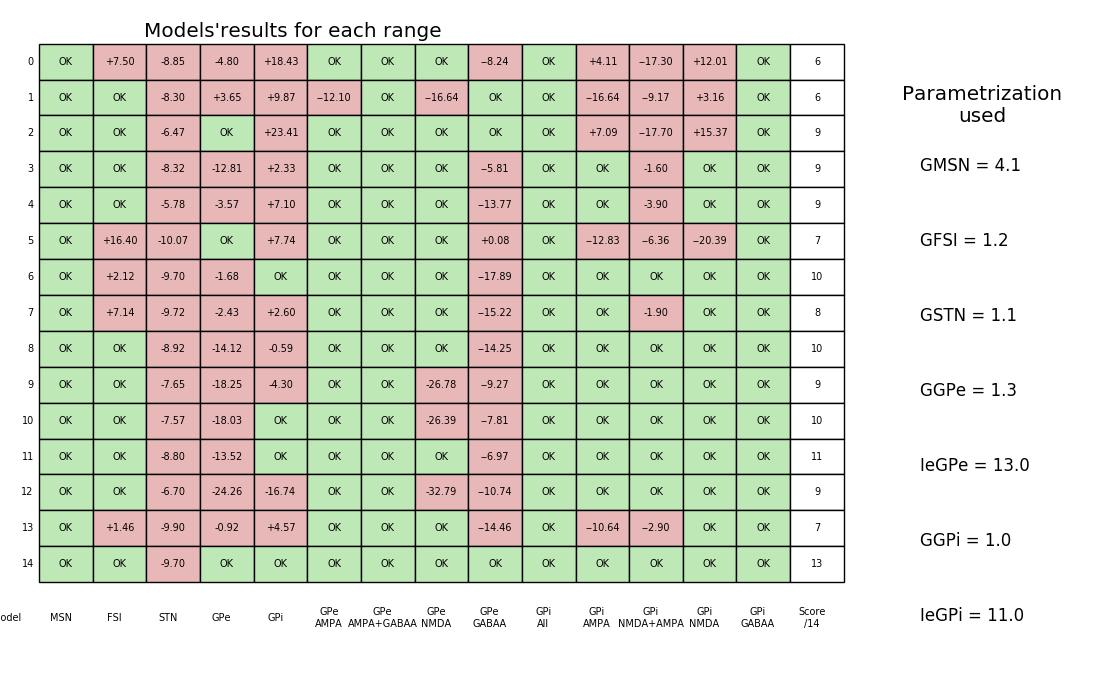 Models'results for each range
0 OK +7.50 -8.85 -4.80 +18.43 OK OK OK --8.24 OK +4.11 --17.30 +12.01 OK 6
1 OK OK -8.30 +3.65 +9.87 --12.10 OK --16.64 OK OK --16.64 --9.17 +3.16 OK 6
2 OK OK -6.47 OK +23.41 OK OK OK OK OK +7.09 --17.70 +15.37 OK 9
3 OK OK -8.32 -12.81 +2.33 OK OK OK --5.81 OK OK -1.60 OK OK 9
4 OK OK -5.78 -3.57 +7.10 OK OK OK --13.77 OK OK -3.90 OK OK 9
5 OK +16.40 -10.07 OK +7.74 OK OK OK +0.08 OK --12.83 --6.36 --20.39 OK 7
6 OK +2.12 -9.70 -1.68 OK OK OK OK --17.89 OK OK OK OK OK 10
7 OK +7.14 -9.72 -2.43 +2.60 OK OK OK --15.22 OK OK -1.90 OK OK 8
8 OK OK -8.92 -14.12 -0.59 OK OK OK --14.25 OK OK OK OK OK 10
9 OK OK -7.65 -18.25 -4.30 OK OK -26.78 --9.27 OK OK OK OK OK 9
10 OK OK -7.57 -18.03 OK OK OK -26.39 --7.81 OK OK OK OK OK 10
11 OK OK -8.80 -13.52 OK OK OK OK --6.97 OK OK OK OK OK 11
12 OK OK -6.70 -24.26 -16.74 OK OK -32.79 --10.74 OK OK OK OK OK 9
13 OK +1.46 -9.90 -0.92 +4.57 OK OK OK --14.46 OK --10.64 --2.90 OK OK 7
14 OK OK -9.70 OK OK OK OK OK OK OK OK OK OK OK 13
odel MSN FSI STN GPe GPi GPe AMPA GPe AMPA+GABAA GPe NMDA GPe GABAA GPi All GPi AMPA GPi NMDA+AMPA GPi NMDA GPi GABAA Score /14
Parametrization
used
GMSN = 4.1
GFSI = 1.2
GSTN = 1.1
GGPe = 1.3
IeGPe = 13.0
GGPi = 1.0
IeGPi = 11.0